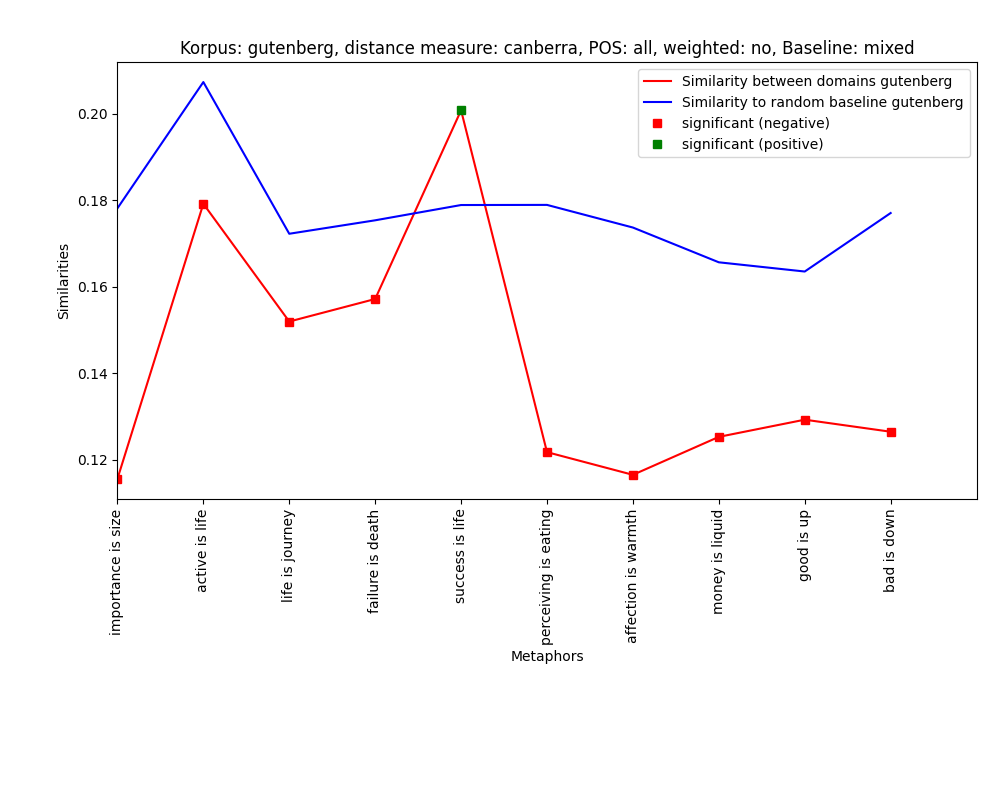 Korpus: gutenberg, distance measure: canberra, POS: all, weighted: no, Baseline: mixed
Similarity between domains gutenberg
Similarity to random baseline gutenberg
significant (negative)
significant (positive)
Similarities
0.20
0.18
0.16
0.14
0.12
importance is size
active is life
life is journey
failure is death
success is life
perceiving is eating
affection is warmth
money is liquid
good is up
bad is down
Metaphors